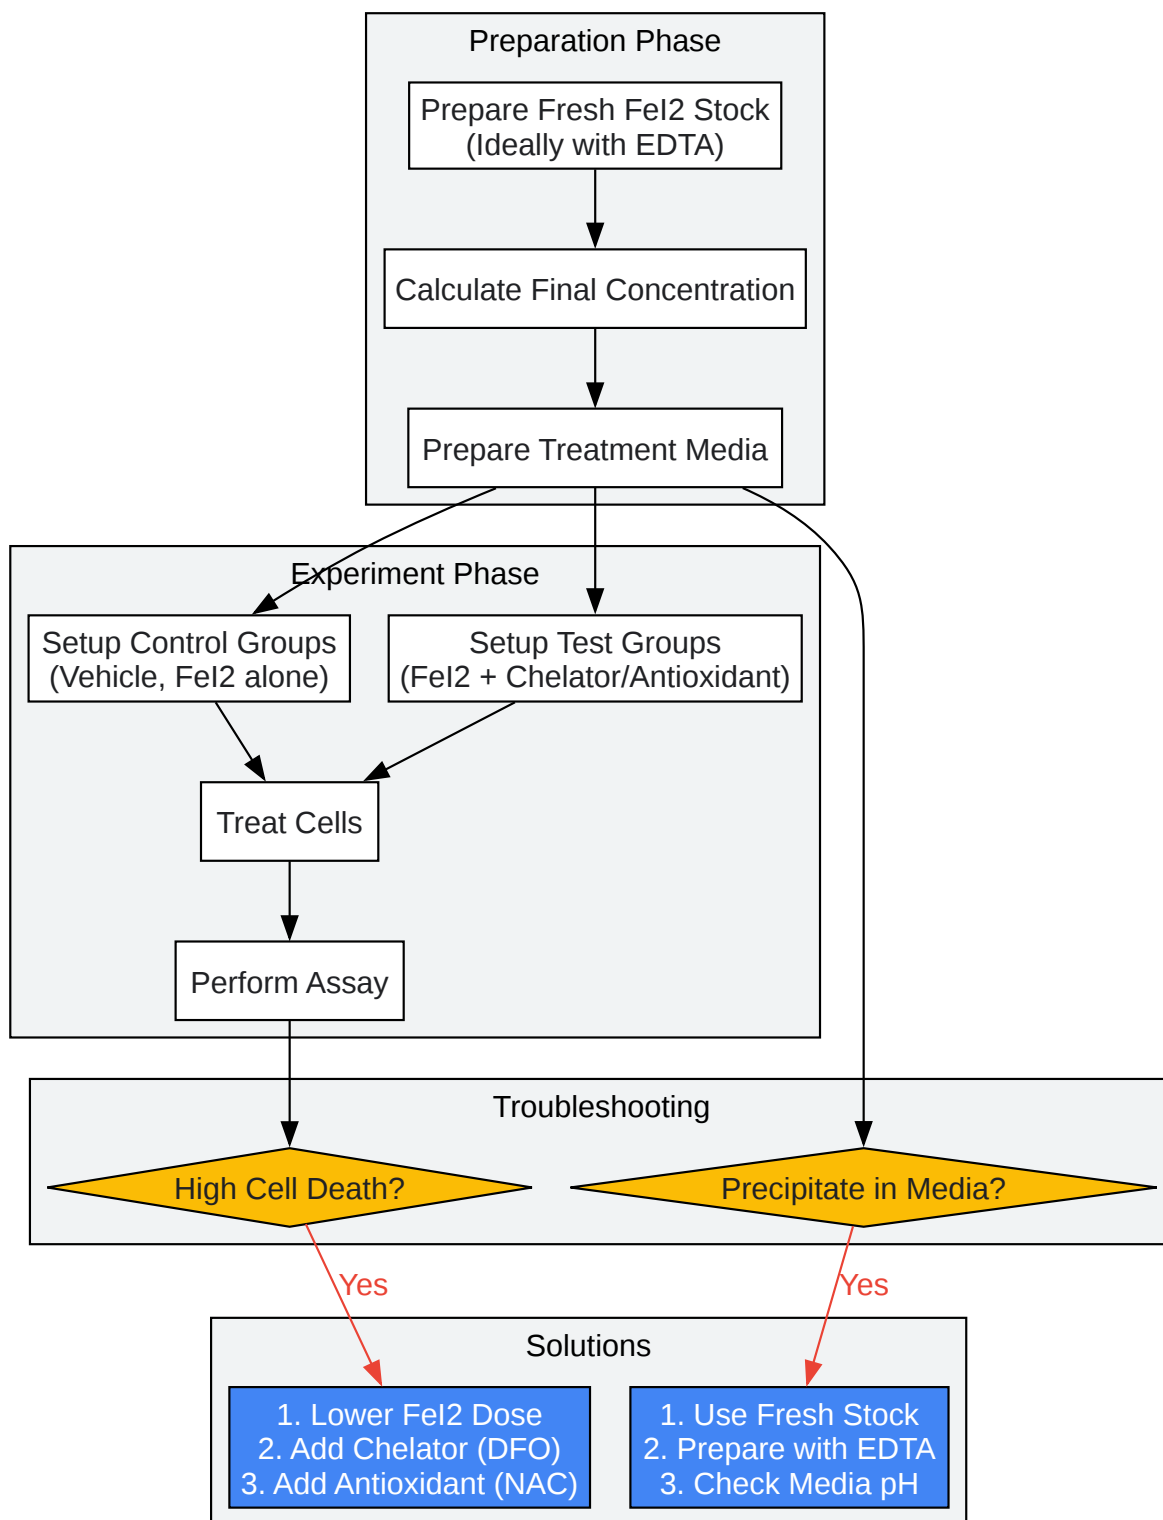 Preparation Phase
Prepare Fresh FeI2 Stock
(Ideally with EDTA)
Calculate Final Concentration
Prepare Treatment Media
Experiment Phase
Setup Control Groups
(Vehicle, FeI2 alone)
Setup Test Groups
(FeI2 + Chelator/Antioxidant)
Treat Cells
Perform Assay
Troubleshooting
High Cell Death?
Precipitate in Media?
Yes
Yes
Solutions
1. Lower FeI2 Dose
2. Add Chelator (DFO)
3. Add Antioxidant (NAC)
1. Use Fresh Stock
2. Prepare with EDTA
3. Check Media pH